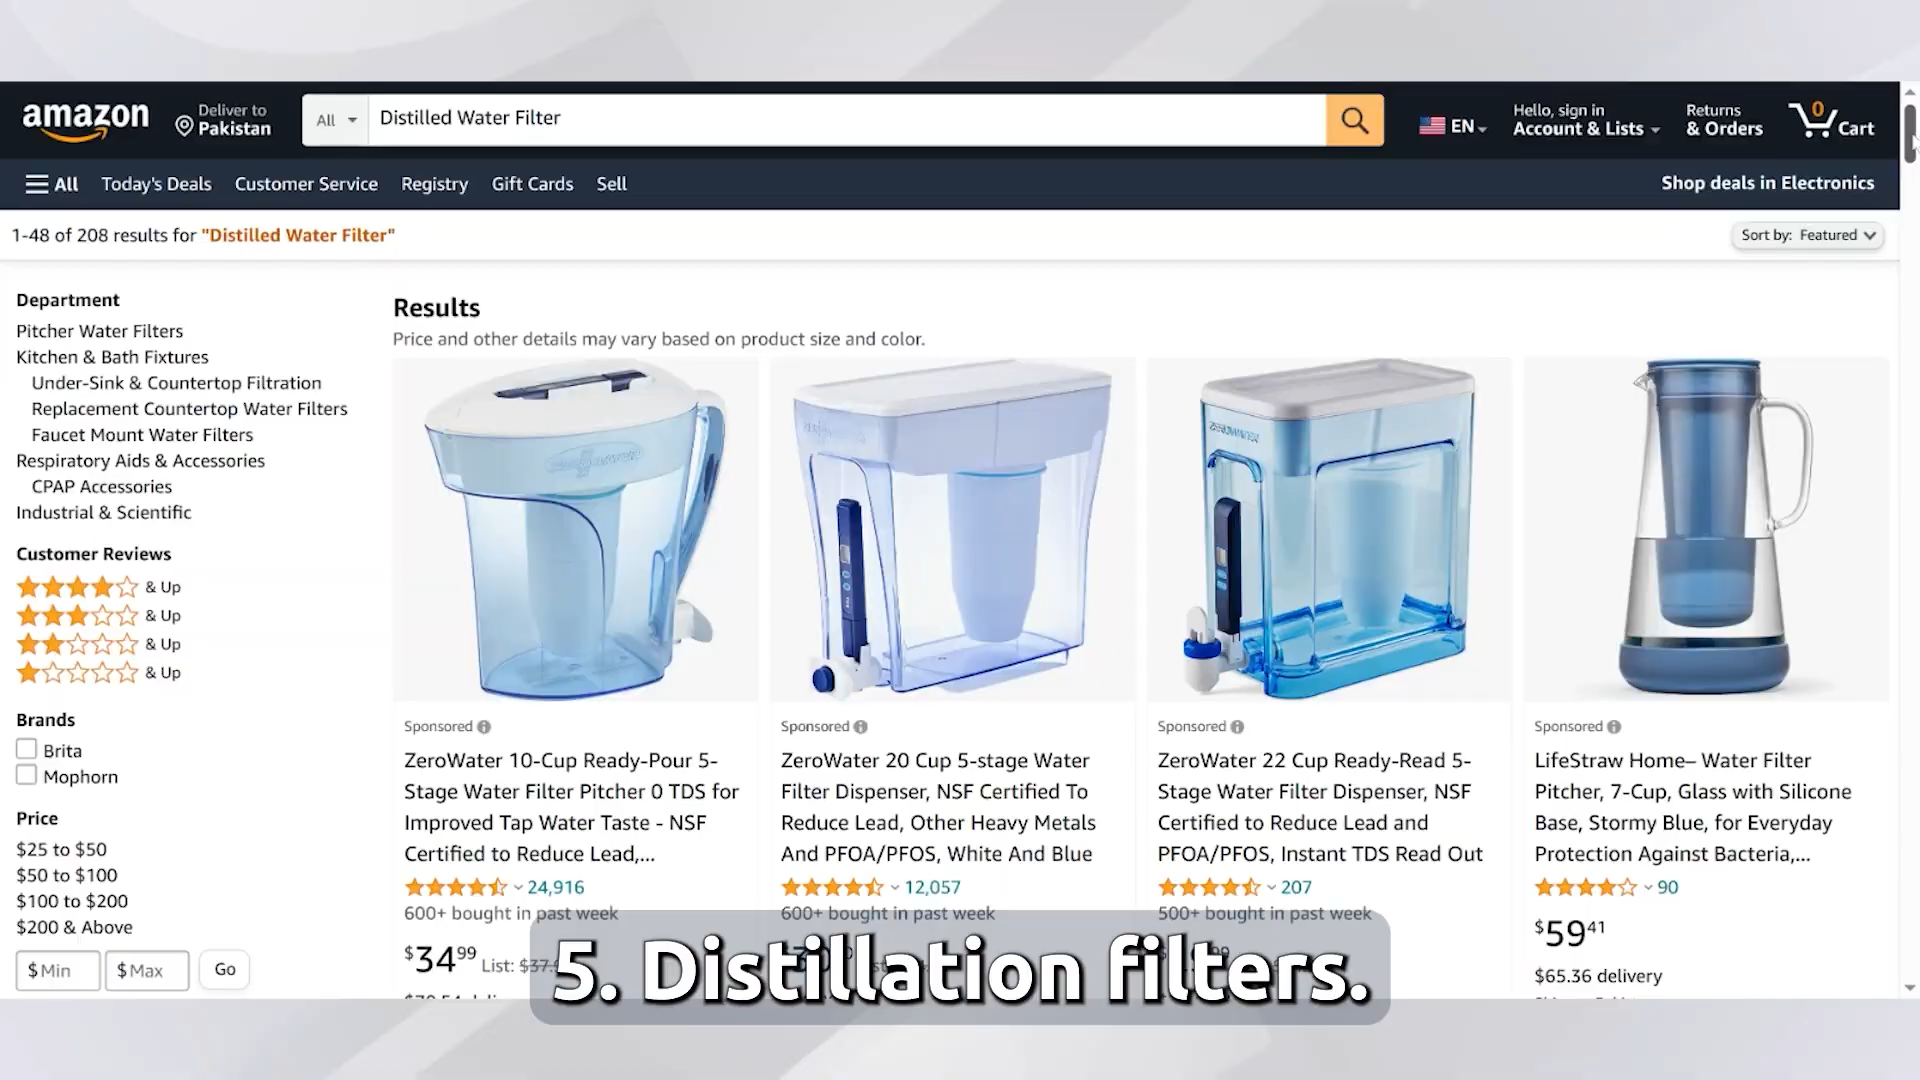 amazon
Deliver to
Pakistan
All
Distilled Water Filter
EN
Hello, sign in
Account & Lists
Returns
& Orders
0
Cart
All
Today's Deals
Customer Service
Registry
Gift Cards
Sell
Shop deals in Electronics
1-48 of 208 results for "Distilled Water Filter"
Sort by: Featured
Department
Pitcher Water Filters
Kitchen & Bath Fixtures
Under-Sink & Countertop Filtration
Replacement Countertop Water Filters
Faucet Mount Water Filters
Respiratory Aids & Accessories
CPAP Accessories
Industrial & Scientific
Customer Reviews
& Up
& Up
& Up
& Up
Brands
Brita
Mophorn
Price
$25 to $50
$50 to $100
$100 to $200
$200 & Above
$ Min
$ Max
Go
Results
Price and other details may vary based on product size and color.
Sponsored
ZeroWater 10-Cup Ready-Pour 5-
Stage Water Filter Pitcher 0 TDS for
Improved Tap Water Taste - NSF
Certified to Reduce Lead,...
24,916
600+ bought in past week
$34 99 List:
Sponsored
ZeroWater 20 Cup 5-stage Water
Filter Dispenser, NSF Certified To
Reduce Lead, Other Heavy Metals
And PFOA/PFOS, White And Blue
12,057
600+ bought in past week
Sponsored
ZeroWater 22 Cup Ready-Read 5-
Stage Water Filter Dispenser, NSF
Certified to Reduce Lead and
PFOA/PFOS, Instant TDS Read Out
207
500+ bought in past week
Sponsored
LifeStraw Home– Water Filter
Pitcher, 7-Cup, Glass with Silicone
Base, Stormy Blue, for Everyday
Protection Against Bacteria,...
90
$59 41
$65.36 delivery
5. Distillation filters.